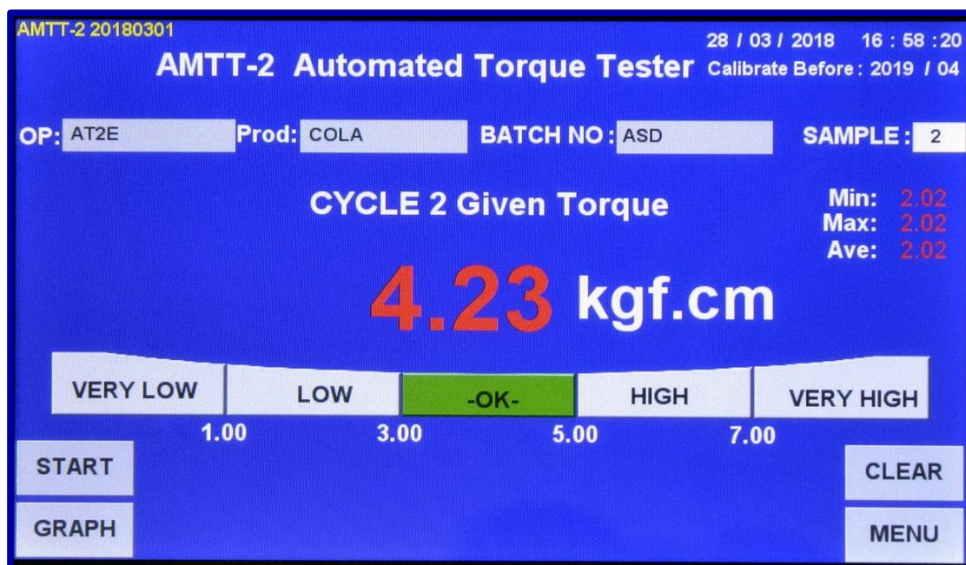 AMTT-2 20180301
28 / 03 / 2018 16 : 58 :20
AMTT-2 Automated Torque Tester
Calibrate Before : 2019 / 04
OP: AT2E Prod: COLA BATCH NO : ASD SAMPLE : 2
CYCLE 2 Given Torque
Min: 2.02
Max: 2.02
Ave: 2.02
4.23 kgf.cm
VERY LOW LOW -OK- HIGH VERY HIGH
1.00 3.00 5.00 7.00
START CLEAR
GRAPH MENU